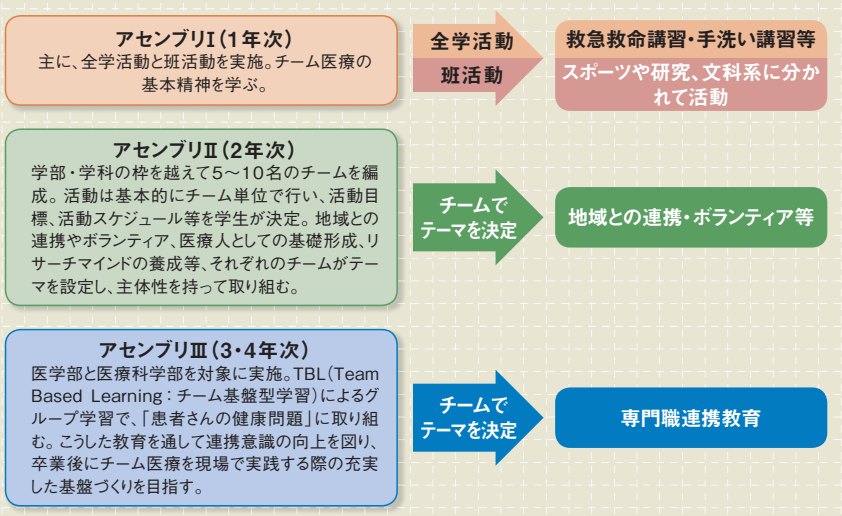 アセンブリⅠ(1年次)
主に、全学活動と班活動を実施。チーム医療の
基本精神を学ぶ。
全学活動
班活動
救急救命講習・手洗い講習等
スポーツや研究、文科系に分か
れて活動
アセンブリⅡ(2年次)
学部・学科の枠を越えて5〜10名のチームを編
成。活動は基本的にチーム単位で行い、活動目
標、活動スケジュール等を学生が決定。地域との
連携やボランティア、医療人としての基礎形成、リ
サーチマインドの養成等、それぞれのチームがテー
マを設定し、主体性を持って取り組む。
チームで
テーマを決定
地域との連携・ボランティア等
アセンブリⅢ(3・4年次)
医学部と医療科学部を対象に実施。TBL(Team
Based Learning:チーム基盤型学習)によるグ
ループ学習で、「患者さんの健康問題」に取り組
む。こうした教育を通して連携意識の向上を図り、
卒業後にチーム医療を現場で実践する際の充実
した基盤づくりを目指す。
チームで
テーマを決定
専門職連携教育